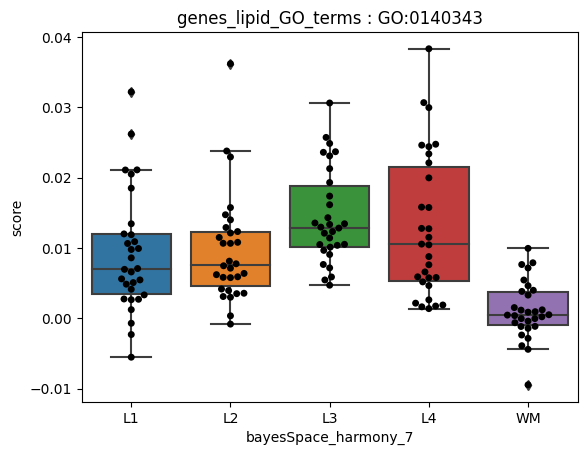 genes_lipid_GO_terms : GO:0140343
0.04
0.03
0.02
0.01
0.00
−0.01
score
L1 L2 L3 L4 WM
bayesSpace_harmony_7